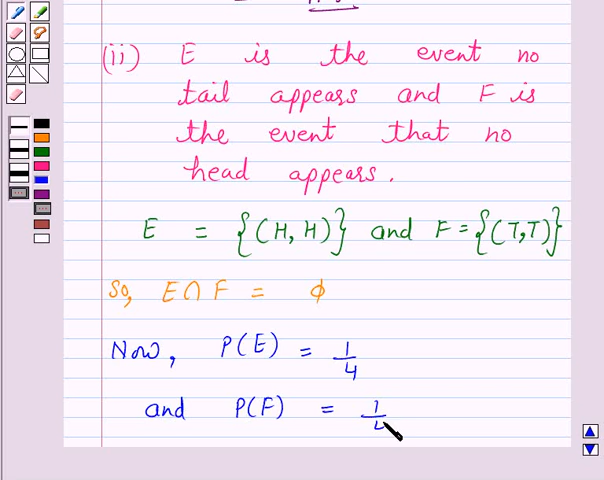 (ii) E is the event no
tail appears and F is
the event that no
head appears.
E = {(H, H)} and F = {(T,T)}
So, E∩F = ϕ
Now, P(E) = 1/4
and P(F) = 1/